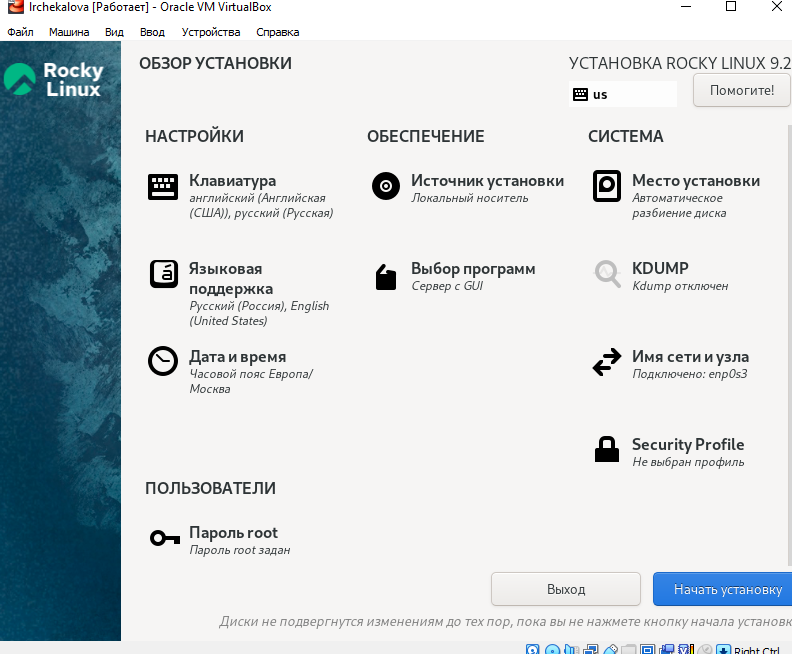 Irchekalova [Работает] - Oracle VM VirtualBox
Файл Машина Вид Ввод Устройства Справка
Rocky
Linux
ОБЗОР УСТАНОВКИ
УСТАНОВКА ROCKY LINUX 9.2
us
Помогите!
НАСТРОЙКИ
Клавиатура
английский (Английская
(США)), русский (Русская)
Языковая
поддержка
Русский (Россия), English
(United States)
Дата и время
Часовой пояс Европа/
Москва
ОБЕСПЕЧЕНИЕ
Источник установки
Локальный носитель
Выбор программ
Сервер с GUI
СИСТЕМА
Место установки
Автоматическое
разбиение диска
KDUMP
Kdump отключен
Имя сети и узла
Подключено: enp0s3
Security Profile
Не выбран профиль
ПОЛЬЗОВАТЕЛИ
Пароль root
Пароль root задан
Выход
Начать установку
Диски не подвергнутся изменениям до тех пор, пока вы не нажмете кнопку начала установк
Right Ctrl